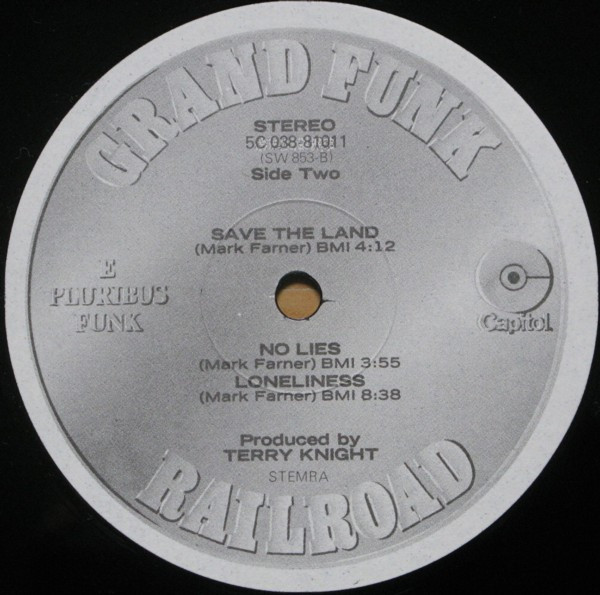 GRAND FUNK
STEREO
5C 038-81011
(SW 853-B)
Side Two
SAVE THE LAND
(Mark Farner) BMI 4:12
E
PLURIBUS
FUNK
Capitol
NO LIES
(Mark Farner) BMI 3:55
LONELINESS
(Mark Farner) BMI 8:38
Produced by
TERRY KNIGHT
STEMRA
RAILROAD